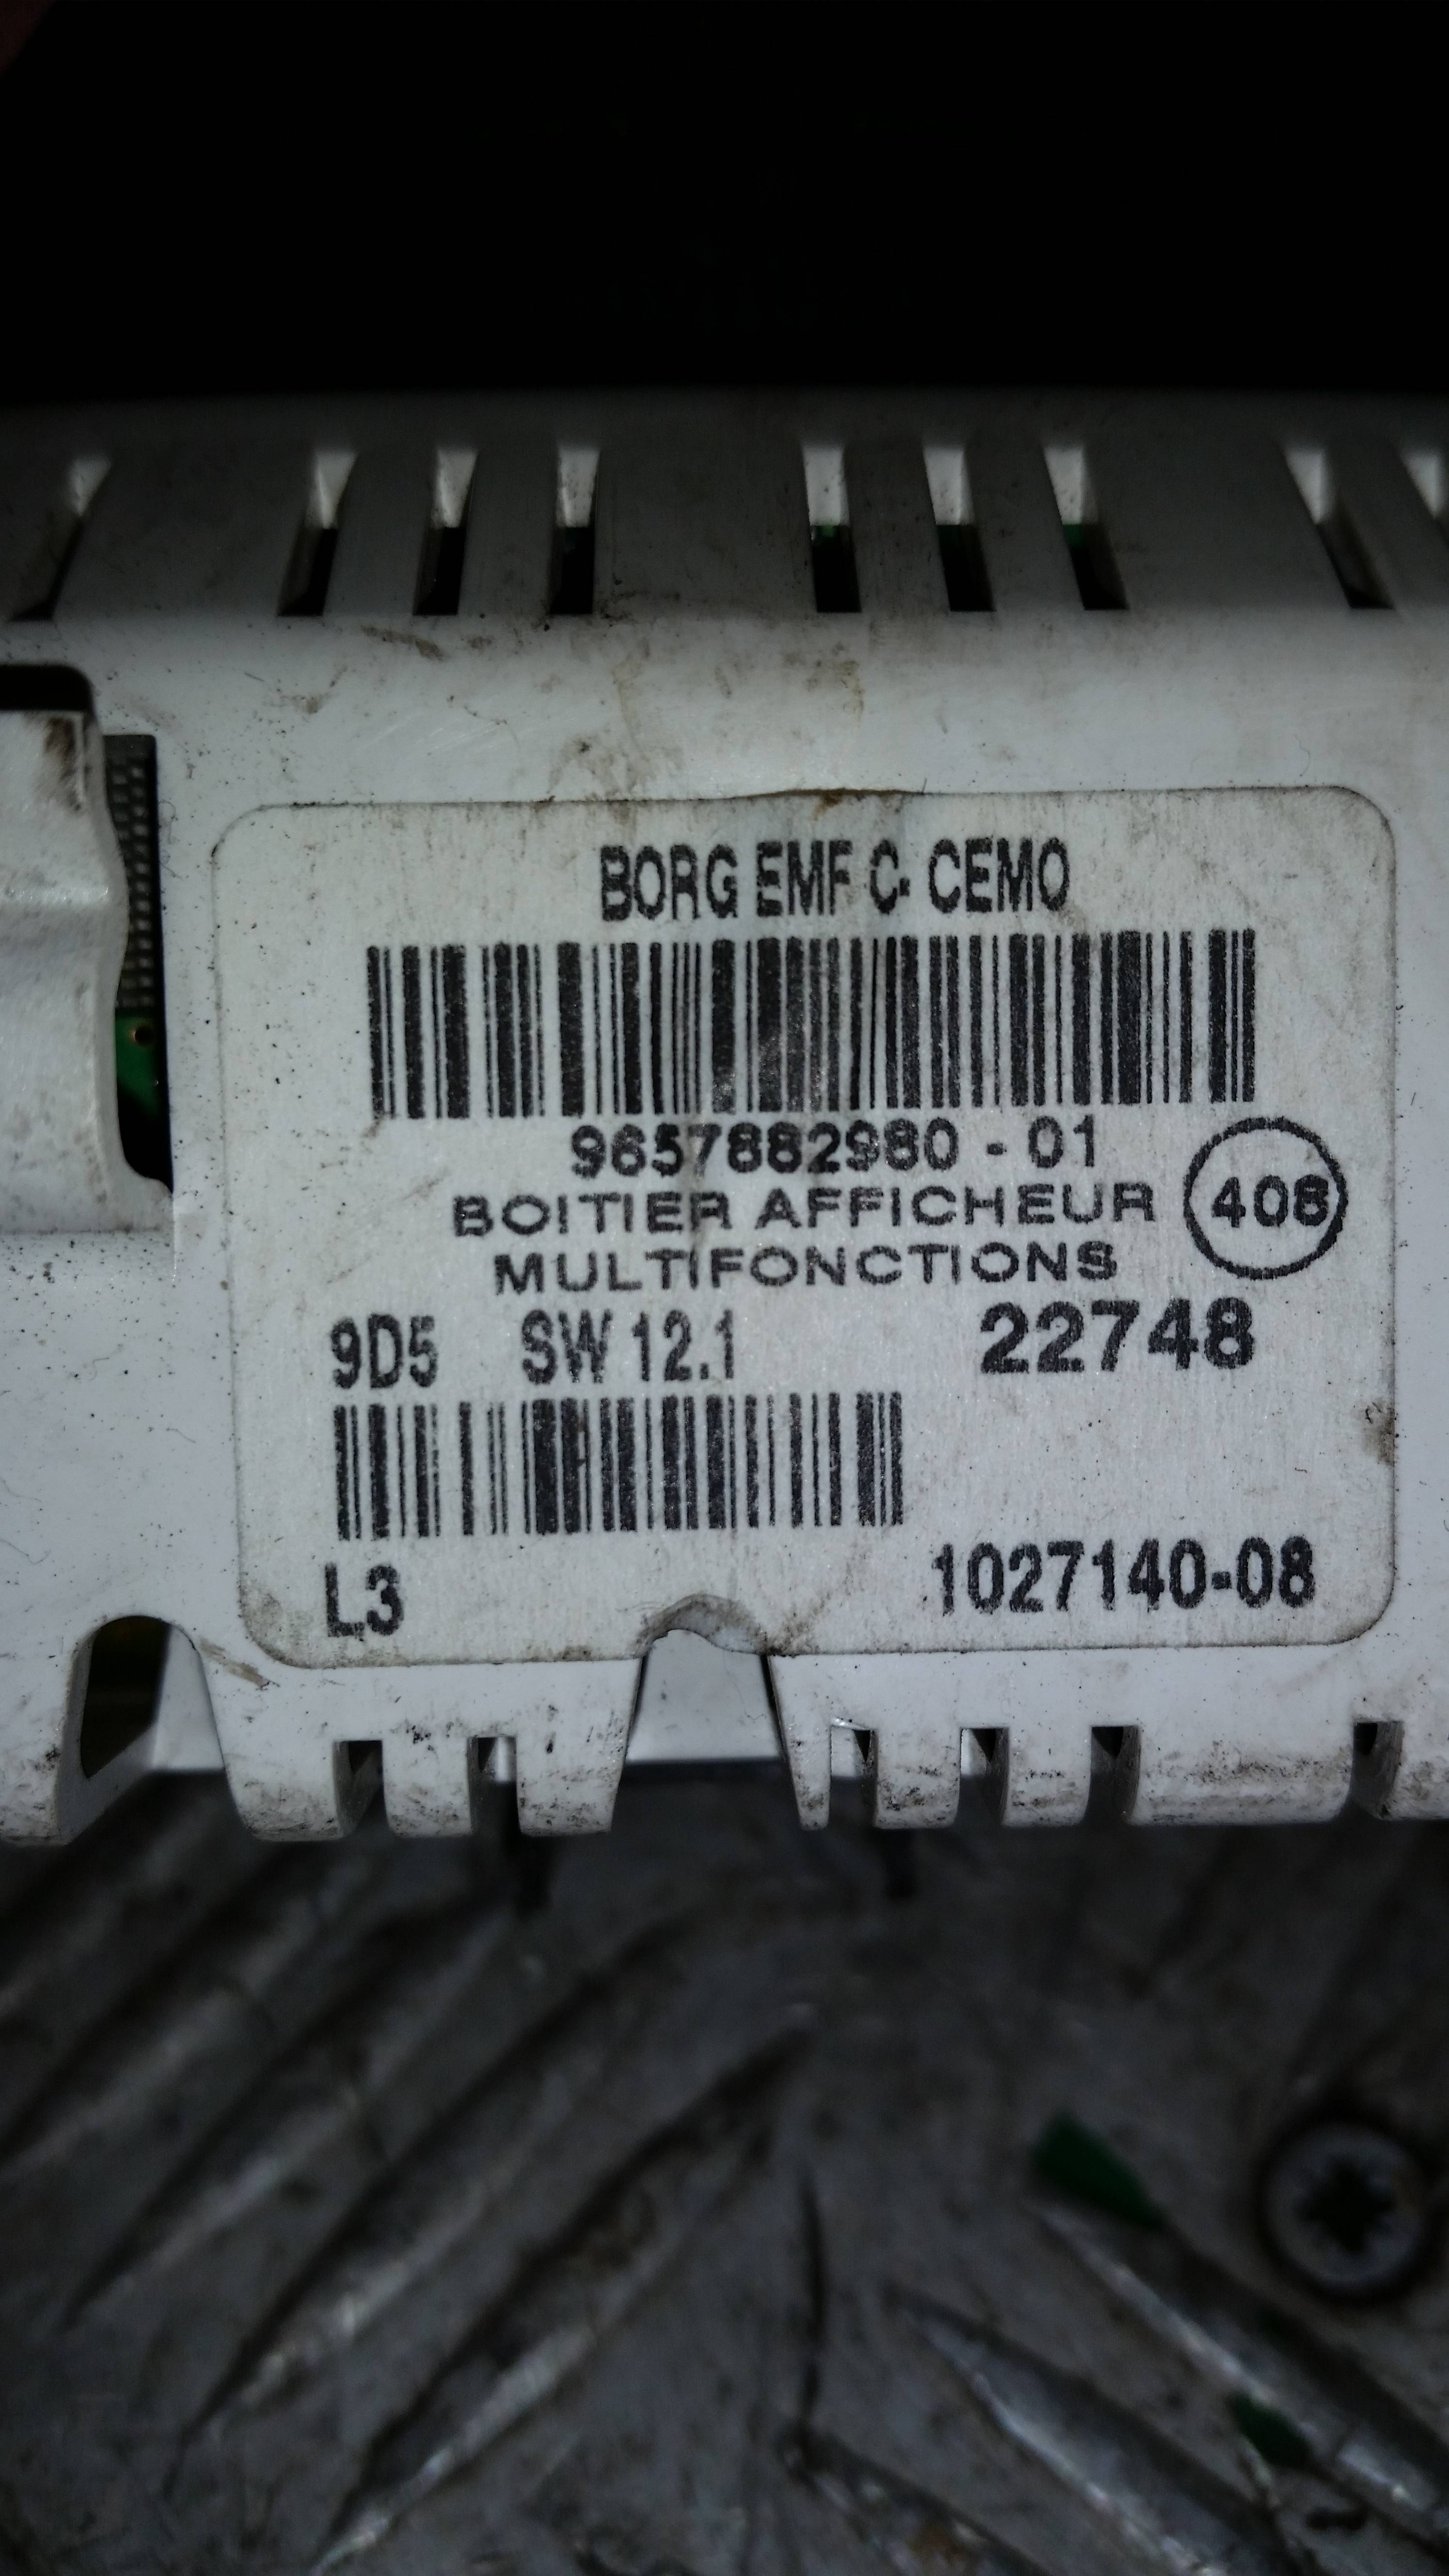 BORG EMF C- CEMO
9657882980 - 01
BOITIER AFFICHEUR
MULTIFONCTIONS
408
9D5 SW 12.1 22748
L3 1027140-08